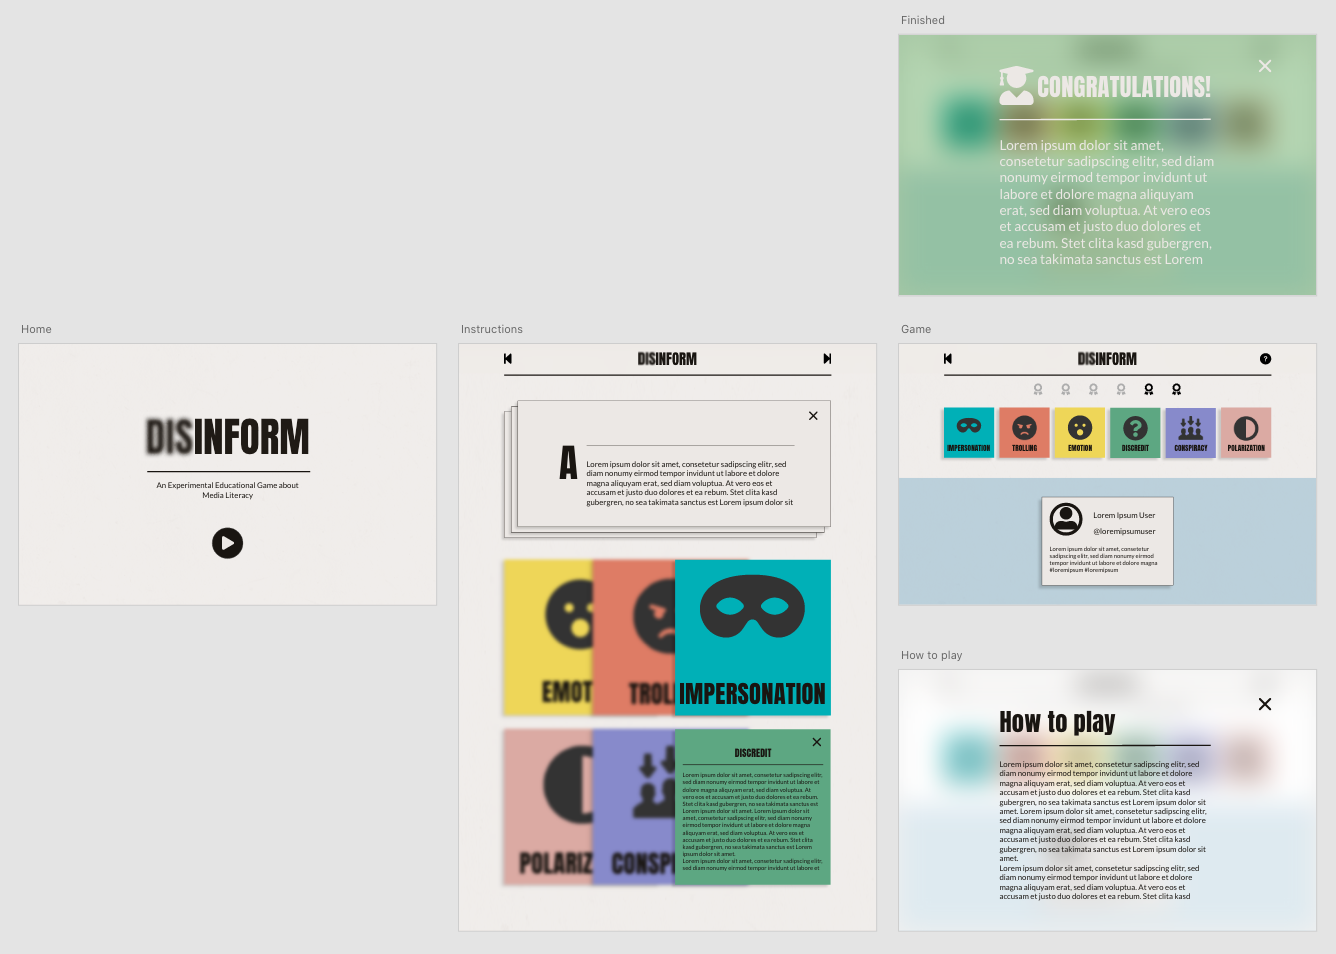 Finished
CONGRATULATIONS!
Lorem ipsum dolor sit amet,
consetetur sadipscing elitr, sed diam
nonumy eirmod tempor invidunt ut
labore et dolore magna aliquyam
erat, sed diam voluptua. At vero eos
et accusam et justo duo dolores et
ea rebum. Stet clita kasd gubergren,
no sea takimata sanctus est Lorem
Home
DISINFORM
An Experimental Educational Game about
Media Literacy
Instructions
DISINFORM
A
Lorem ipsum dolor sit amet, consetetur sadipscing elitr, sed
diam nonumy eirmod tempor invidunt ut labore et dolore
magna aliquyam erat, sed diam voluptua. At vero eos et
accusam et justo duo dolores et ea rebum. Stet clita kasd
gubergren, no sea takimata sanctus est Lorem ipsum dolor sit
EMOT
TROL
IMPERSONATION
POLARIZ
CONSP
DISCREDIT
Lorem ipsum dolor sit amet, consetetur sadipscing elitr,
sed diam nonumy eirmod tempor invidunt ut labore et
dolore magna aliquyam erat, sed diam voluptua. At
vero eos et accusam et justo duo dolores et ea rebum.
Stet clita kasd gubergren, no sea takimata sanctus est
Lorem ipsum dolor sit amet. Lorem ipsum dolor sit
amet, consetetur sadipscing elitr, sed diam nonumy
eirmod tempor invidunt ut labore et dolore magna
aliquyam erat, sed diam voluptua. At vero eos et
accusam et justo duo dolores et ea rebum. Stet clita
kasd gubergren, no sea takimata sanctus est Lorem
ipsum dolor sit amet.
Lorem ipsum dolor sit amet, consetetur sadipscing elitr,
sed diam nonumy eirmod tempor invidunt ut labore et
Game
DISINFORM
?
IMPERSONATION
TROLLING
EMOTION
DISCREDIT
CONSPIRACY
POLARIZATION
Lorem Ipsum User
@loremipsumuser
Lorem ipsum dolor sit amet, consetetur
sadipscing elitr, sed diam nonumy eirmod
tempor invidunt ut labore et dolore magna
#loremipsum #loremipsum
How to play
How to play
Lorem ipsum dolor sit amet, consetetur sadipscing elitr, sed
diam nonumy eirmod tempor invidunt ut labore et dolore
magna aliquyam erat, sed diam voluptua. At vero eos et
accusam et justo duo dolores et ea rebum. Stet clita kasd
gubergren, no sea takimata sanctus est Lorem ipsum dolor sit
amet. Lorem ipsum dolor sit amet, consetetur sadipscing elitr,
sed diam nonumy eirmod tempor invidunt ut labore et dolore
magna aliquyam erat, sed diam voluptua. At vero eos et
accusam et justo duo dolores et ea rebum. Stet clita kasd
gubergren, no sea takimata sanctus est Lorem ipsum dolor sit
amet.
Lorem ipsum dolor sit amet, consetetur sadipscing elitr, sed
diam nonumy eirmod tempor invidunt ut labore et dolore
magna aliquyam erat, sed diam voluptua. At vero eos et
accusam et justo duo dolores et ea rebum. Stet clita kasd